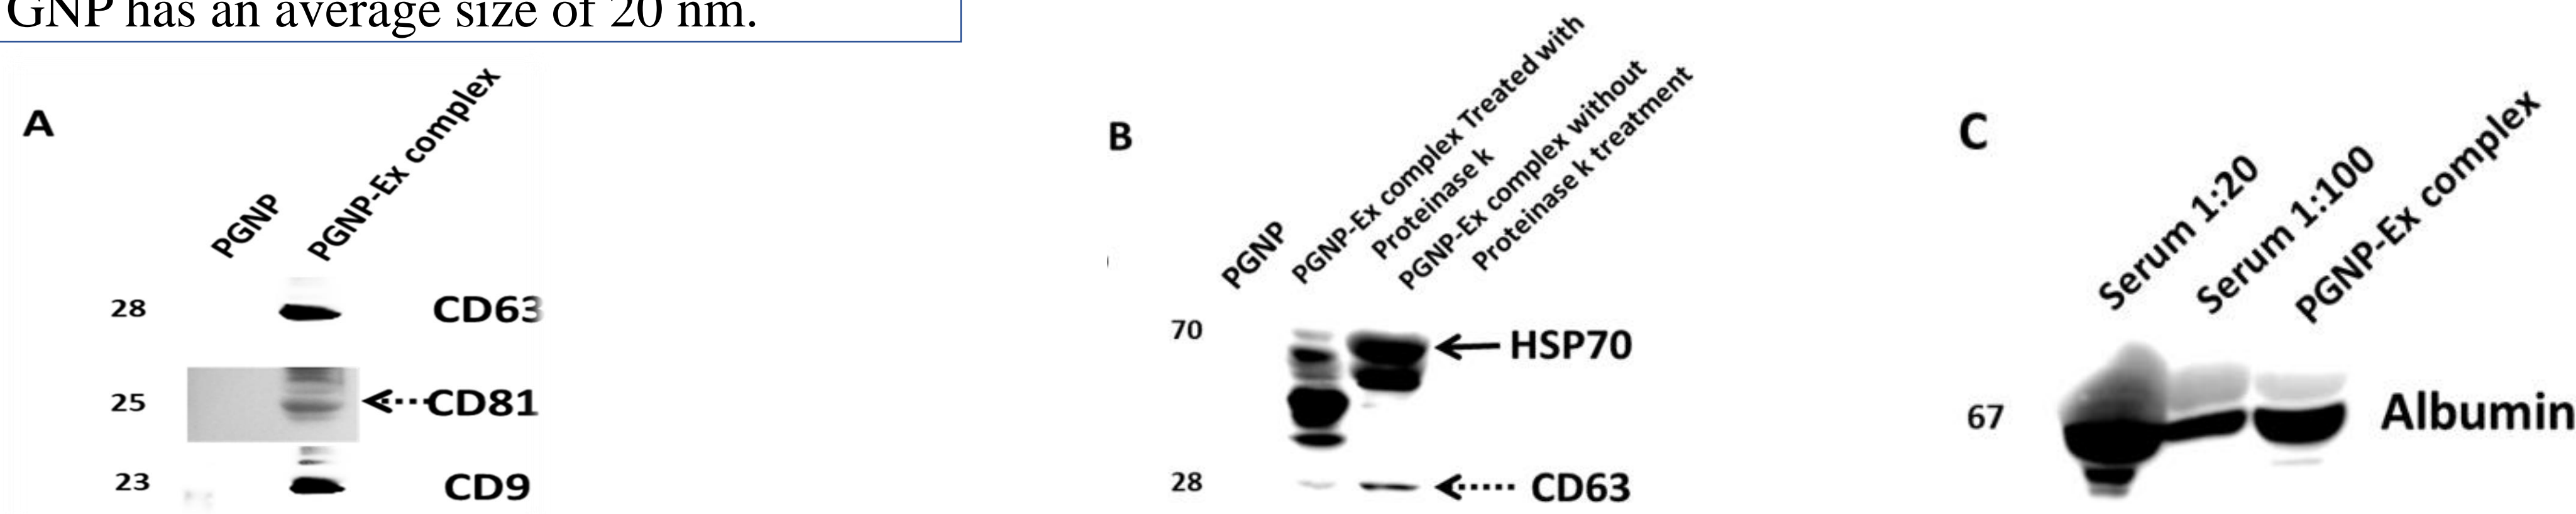 GNP has an average size of 20 nm.
A
PGNP
PGNP-Ex complex
28
CD63
25
CD81
23
CD9
B
PGNP
PGNP-Ex complex Treated with
Proteinase k
PGNP-Ex complex without
Proteinase k treatment
70
HSP70
28
CD63
C
Serum 1:20
Serum 1:100
PGNP-Ex complex
67
Albumin